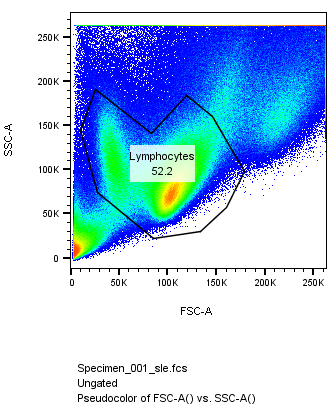 250K
200K
SSC-A
150K
Lymphocytes
52.2
100K
50K
0
0
50K
100K
150K
200K
250K
FSC-A
Specimen_001_sle.fcs
Ungated
Pseudocolor of FSC-A() vs. SSC-A()